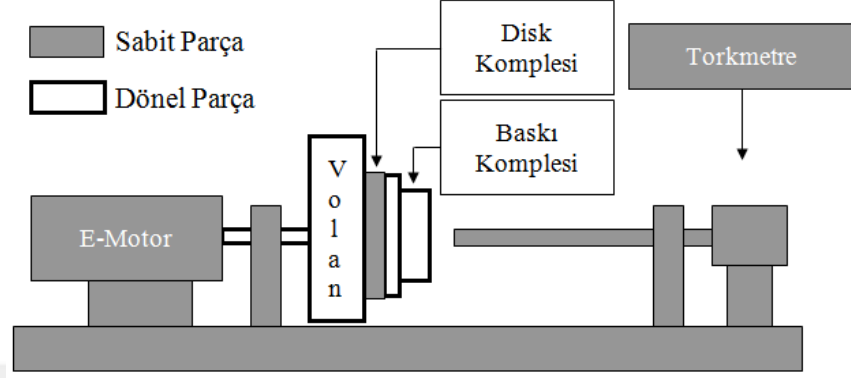 Sabit Parça
Dönel Parça
Disk
Komplesi
Baskı
Komplesi
Torkmetre
E-Motor
V
o
l
a
n